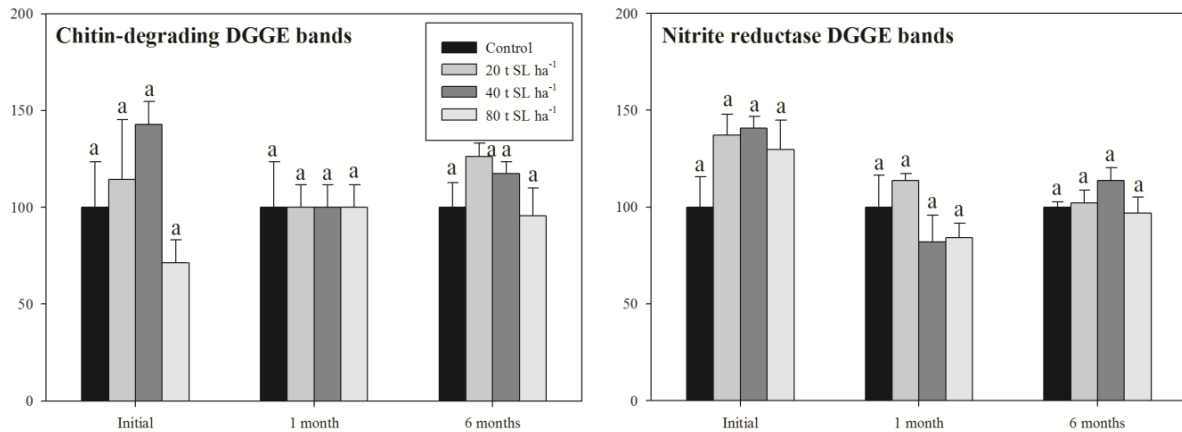 Chitin-degrading DGGE bands
200
150
100
50
0
Control
20 t SL ha⁻¹
40 t SL ha⁻¹
80 t SL ha⁻¹
a a a a
a a a a
a a a a
Initial 1 month 6 months
Nitrite reductase DGGE bands
200
150
100
50
0
a a a a
a a a a
a a a a
Initial 1 month 6 months